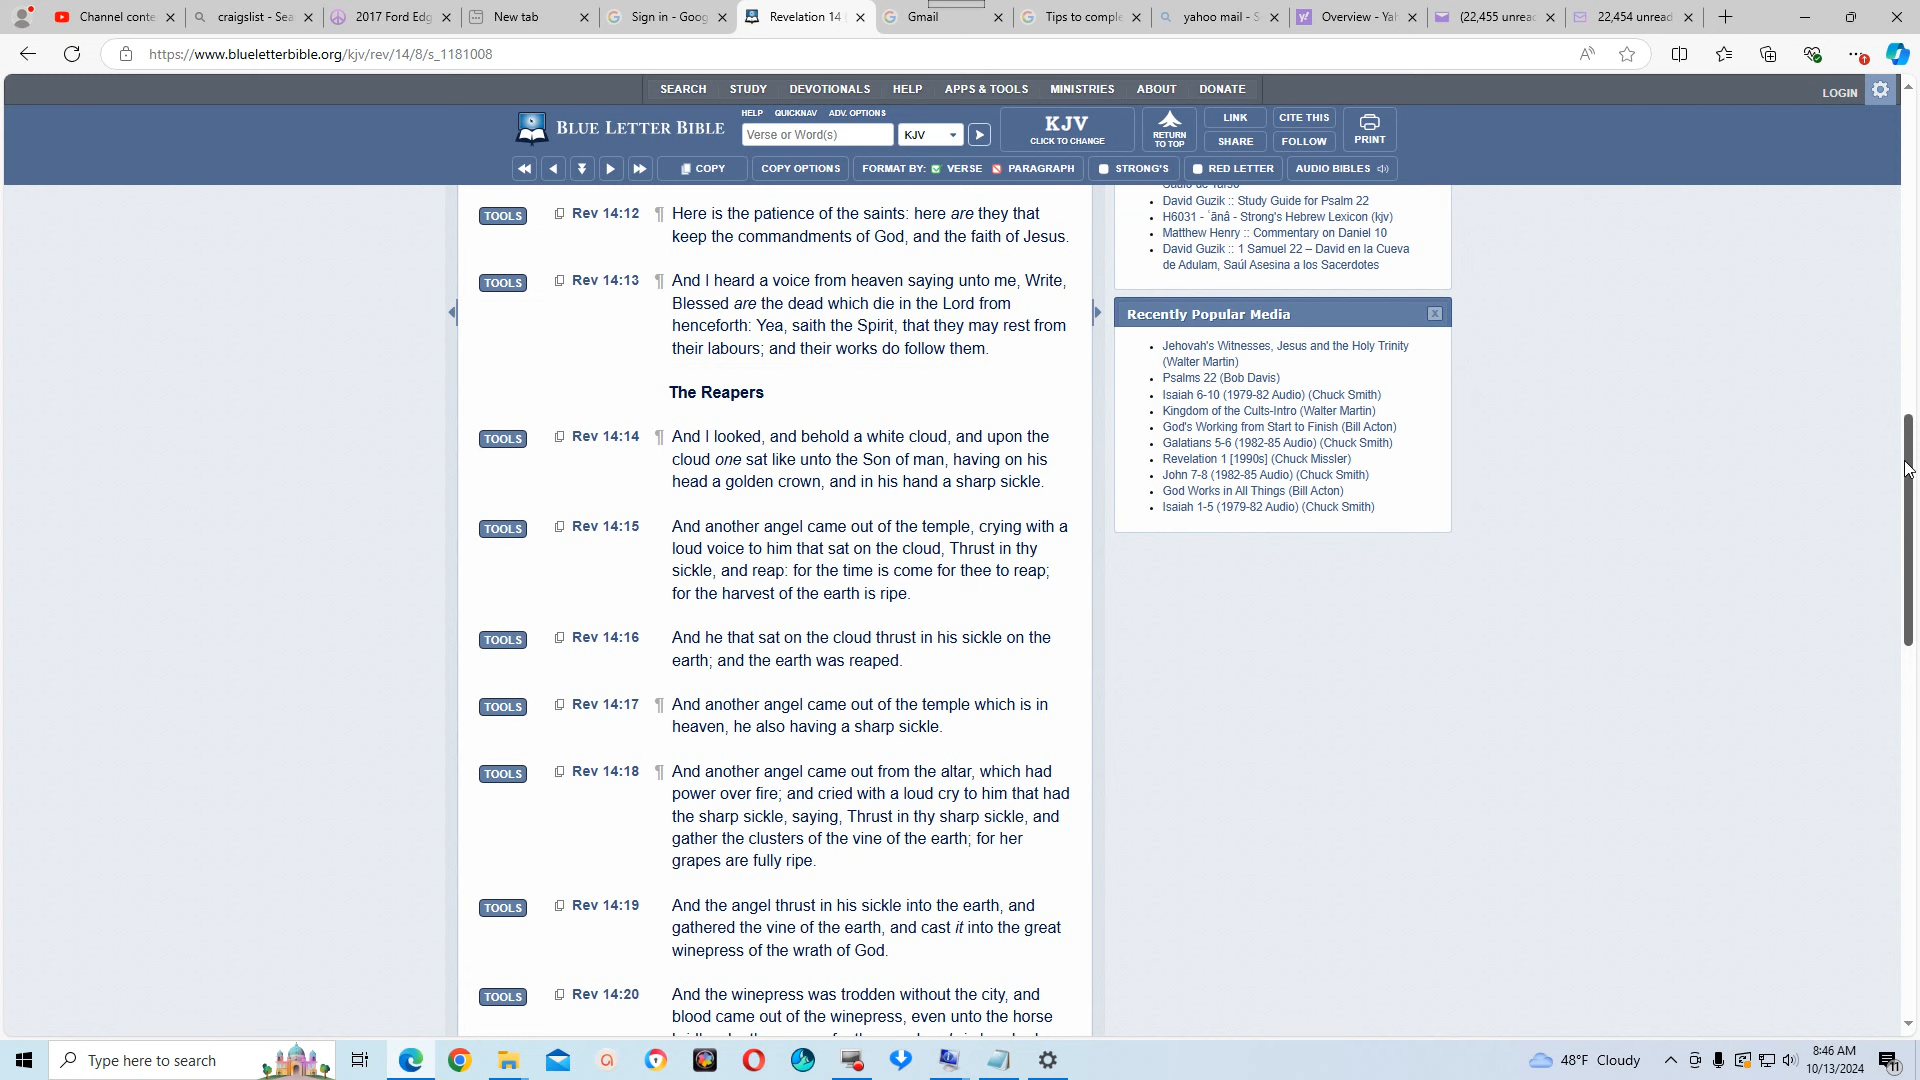 Channel conte
craigslist - Sea
2017 Ford Edg
New tab
Sign in - Goog
Revelation 14
Gmail
Tips to comple
yahoo mail - S
Overview - Yah
(22,455 unread
22,454 unread
https://www.blueletterbible.org/kjv/rev/14/8/s_1181008
SEARCH STUDY DEVOTIONALS HELP APPS & TOOLS MINISTRIES ABOUT DONATE
LOGIN
BLUE LETTER BIBLE
HELP QUICKNAV ADV. OPTIONS
Verse or Word(s)
KJV
KJV
CLICK TO CHANGE
RETURN
TO TOP
LINK
CITE THIS
SHARE
FOLLOW
PRINT
COPY
COPY OPTIONS
FORMAT BY: VERSE PARAGRAPH
STRONG'S
RED LETTER
AUDIO BIBLES
TOOLS Rev 14:12 ¶ Here is the patience of the saints: here are they that
keep the commandments of God, and the faith of Jesus.
TOOLS Rev 14:13 ¶ And I heard a voice from heaven saying unto me, Write,
Blessed are the dead which die in the Lord from
henceforth: Yea, saith the Spirit, that they may rest from
their labours; and their works do follow them.
The Reapers
TOOLS Rev 14:14 ¶ And I looked, and behold a white cloud, and upon the
cloud one sat like unto the Son of man, having on his
head a golden crown, and in his hand a sharp sickle.
TOOLS Rev 14:15 And another angel came out of the temple, crying with a
loud voice to him that sat on the cloud, Thrust in thy
sickle, and reap: for the time is come for thee to reap;
for the harvest of the earth is ripe.
TOOLS Rev 14:16 And he that sat on the cloud thrust in his sickle on the
earth; and the earth was reaped.
TOOLS Rev 14:17 ¶ And another angel came out of the temple which is in
heaven, he also having a sharp sickle.
TOOLS Rev 14:18 ¶ And another angel came out from the altar, which had
power over fire; and cried with a loud cry to him that had
the sharp sickle, saying, Thrust in thy sharp sickle, and
gather the clusters of the vine of the earth; for her
grapes are fully ripe.
TOOLS Rev 14:19 And the angel thrust in his sickle into the earth, and
gathered the vine of the earth, and cast it into the great
winepress of the wrath of God.
TOOLS Rev 14:20 And the winepress was trodden without the city, and
blood came out of the winepress, even unto the horse
David Guzik :: Study Guide for Psalm 22
H6031 - ʿānâ - Strong's Hebrew Lexicon (kjv)
Matthew Henry :: Commentary on Daniel 10
David Guzik :: 1 Samuel 22 – David en la Cueva
de Adulam, Saúl Asesina a los Sacerdotes
Recently Popular Media
x
Jehovah's Witnesses, Jesus and the Holy Trinity
(Walter Martin)
Psalms 22 (Bob Davis)
Isaiah 6-10 (1979-82 Audio) (Chuck Smith)
Kingdom of the Cults-Intro (Walter Martin)
God's Working from Start to Finish (Bill Acton)
Galatians 5-6 (1982-85 Audio) (Chuck Smith)
Revelation 1 [1990s] (Chuck Missler)
John 7-8 (1982-85 Audio) (Chuck Smith)
God Works in All Things (Bill Acton)
Isaiah 1-5 (1979-82 Audio) (Chuck Smith)
Type here to search
48°F Cloudy
8:46 AM
10/13/2024
11